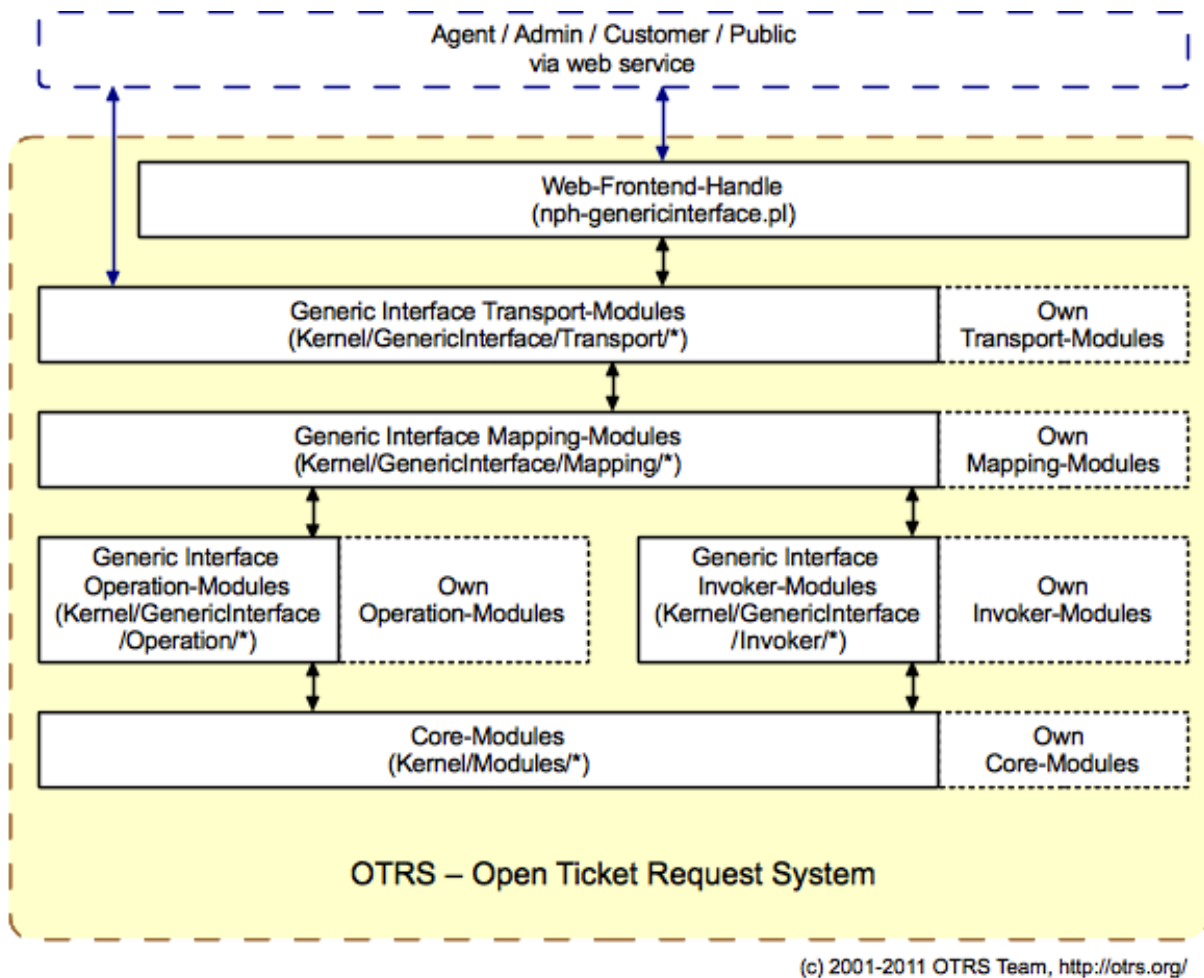 Agent / Admin / Customer / Public
via web service
Web-Frontend-Handle
(nph-genericinterface.pl)
Generic Interface Transport-Modules
(Kernel/GenericInterface/Transport/*)
Own
Transport-Modules
Generic Interface Mapping-Modules
(Kernel/GenericInterface/Mapping/*)
Own
Mapping-Modules
Generic Interface
Operation-Modules
(Kernel/GenericInterface
/Operation/*)
Own
Operation-Modules
Generic Interface
Invoker-Modules
(Kernel/GenericInterface
/Invoker/*)
Own
Invoker-Modules
Core-Modules
(Kernel/Modules/*)
Own
Core-Modules
OTRS – Open Ticket Request System
(c) 2001-2011 OTRS Team, http://otrs.org/